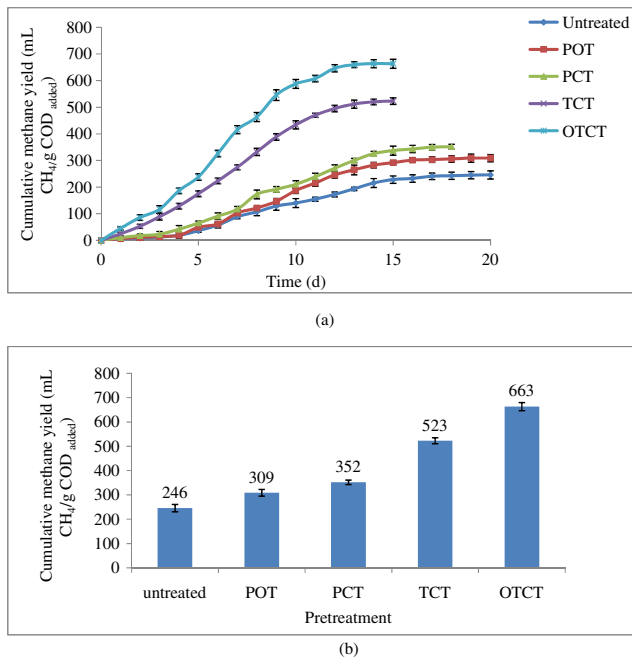 800
700
600
500
400
300
200
100
0
Cumulative methane yield (mL
CH4/g COD added)
0 5 10 15 20
Time (d)
Untreated
POT
PCT
TCT
OTCT
(a)
800
700
600
500
400
300
200
100
0
Cumulative methane yield (mL
CH4/g COD added)
246 309 352 523 663
untreated POT PCT TCT OTCT
Pretreatment
(b)